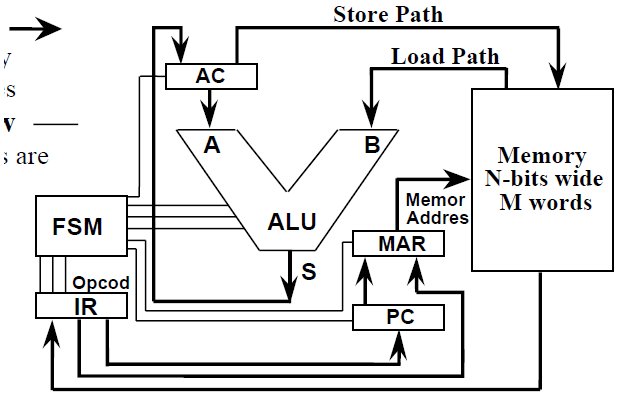 Store Path
Load Path
AC
s
A
B
v
s are
Memory
N-bits wide
M words
Memor
Addres
FSM
ALU
MAR
S
Opcod
IR
PC